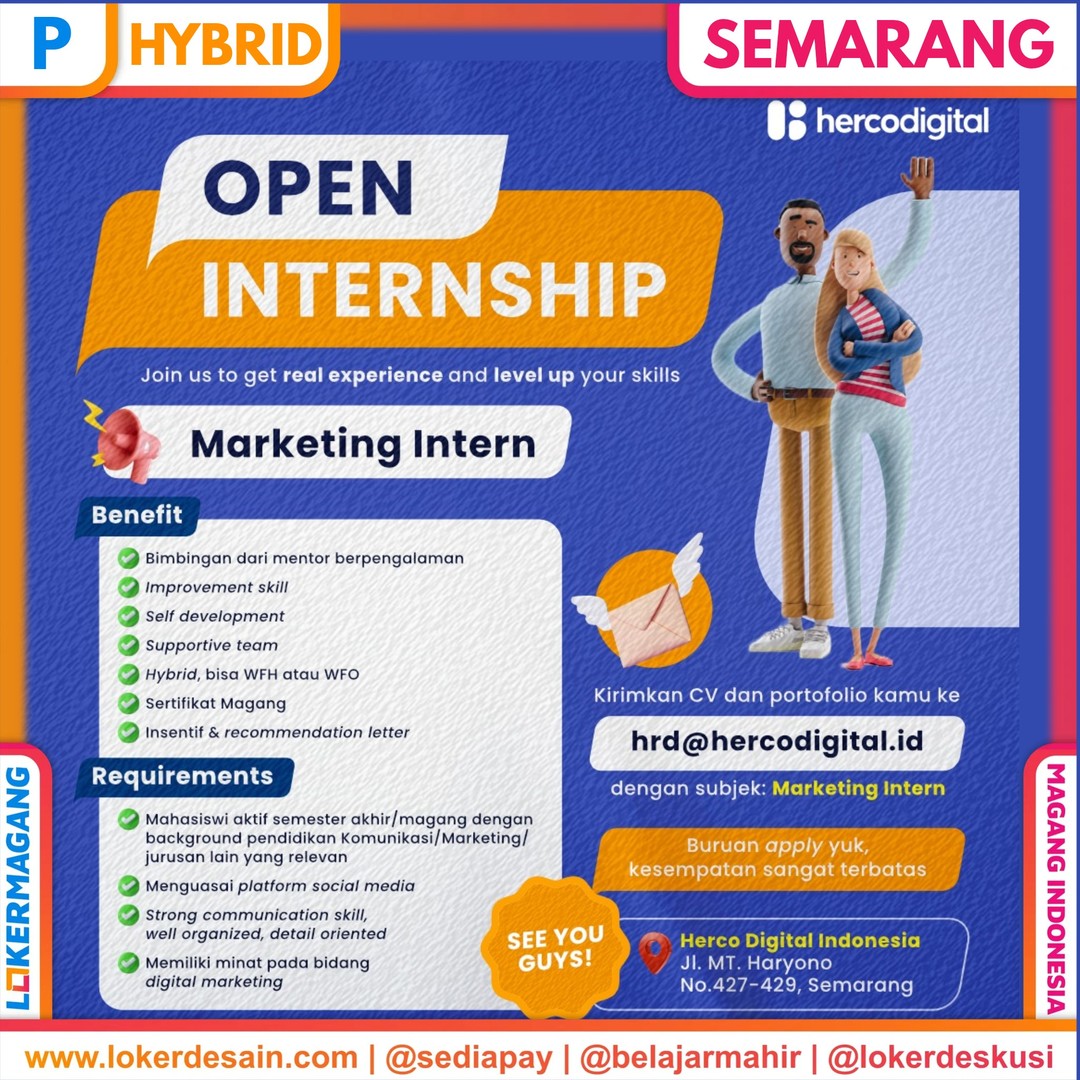 P
HYBRID
SEMARANG
hercodigital
OPEN
INTERNSHIP
Join us to get real experience and level up your skills
Marketing Intern
Benefit
Bimbingan dari mentor berpengalaman
Improvement skill
Self development
Supportive team
Hybrid, bisa WFH atau WFO
Sertifikat Magang
Insentif & recommendation letter
Requirements
Mahasiswi aktif semester akhir/magang dengan
background pendidikan Komunikasi/Marketing/
jurusan lain yang relevan
Menguasai platform social media
Strong communication skill,
well organized, detail oriented
Memiliki minat pada bidang
digital marketing
Kirimkan CV dan portofolio kamu ke
hrd@hercodigital.id
dengan subjek: Marketing Intern
Buruan apply yuk,
kesempatan sangat terbatas
SEE YOU
GUYS!
Herco Digital Indonesia
Jl. MT. Haryono
No.427-429, Semarang
LOKERMAGANG
MAGANG INDONESIA
www.lokerdesain.com | @sediapay | @belajarmahir | @lokerdeskusi